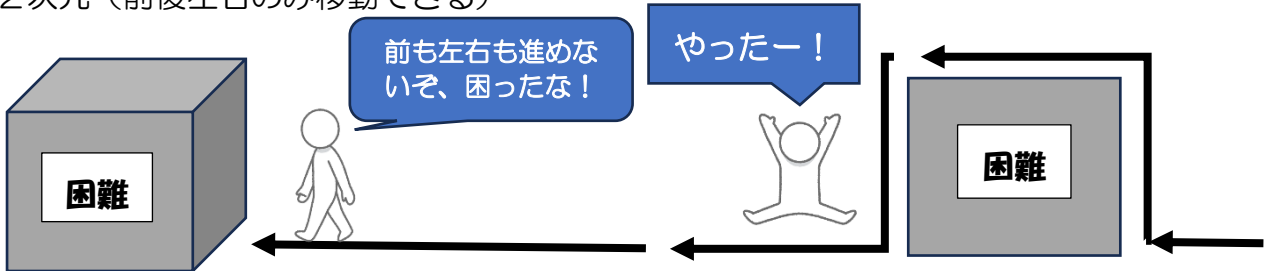 ２次元（前後左右のみ移動できる）
前も左右も進めな
いぞ、困ったな！
やったー！
困難
困難